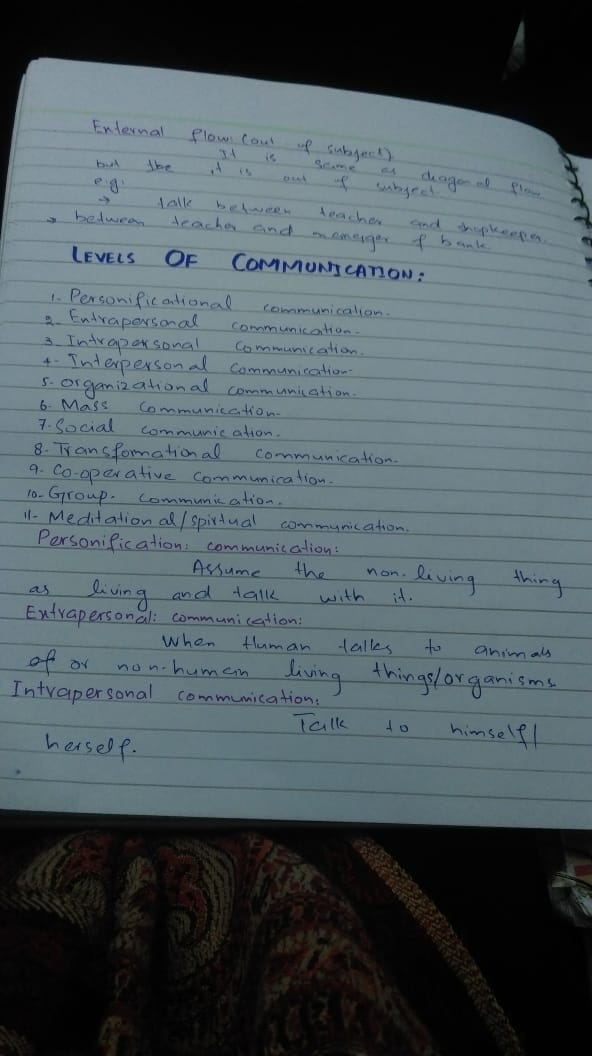 External flow: (out of subject)
It is same as diagonal flow
but the it is out of subject.
e.g:
→ talk between teacher and shopkeeper.
→ between teacher and maneger of bank.
LEVELS OF COMMUNICATION:
1. Personificational communication.
2. Extrapersonal communication.
3. Intrapersonal communication.
4. Interpersonal communication.
5. Organizational communication.
6. Mass communication.
7. Social communication.
8. Transformational communication.
9. Co-operative communication.
10- Group. communication.
11- Meditational/spirtual communication.
Personification: communication:
Assume the non-living thing
as living and talk with it.
Extrapersonal: communication:
When Human talks to animals
of or non-human living things/organisms
Intrapersonal communication:
Talk to himself/
herself.